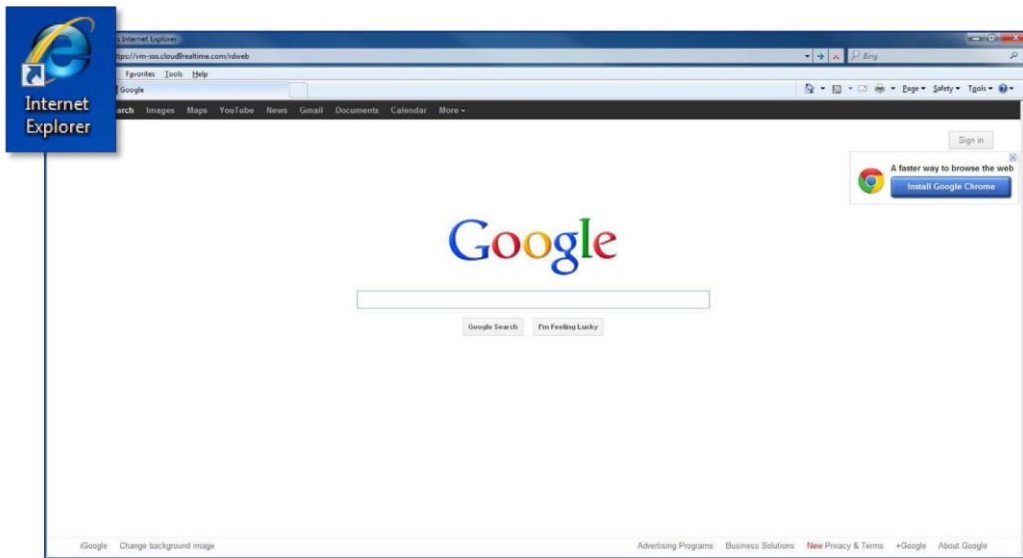 Internet
Explorer
Internet Explorer
ttps://vm-xxx.cloud9realtime.com/rdweb
Bing
Favorites Tools Help
Google
Page Safety Tools
arch Images Maps YouTube News Gmail Documents Calendar More
Sign in
A faster way to browse the web
Install Google Chrome
Google
Google Search I'm Feeling Lucky
iGoogle Change background image Advertising Programs Business Solutions New Privacy & Terms +Google About Google